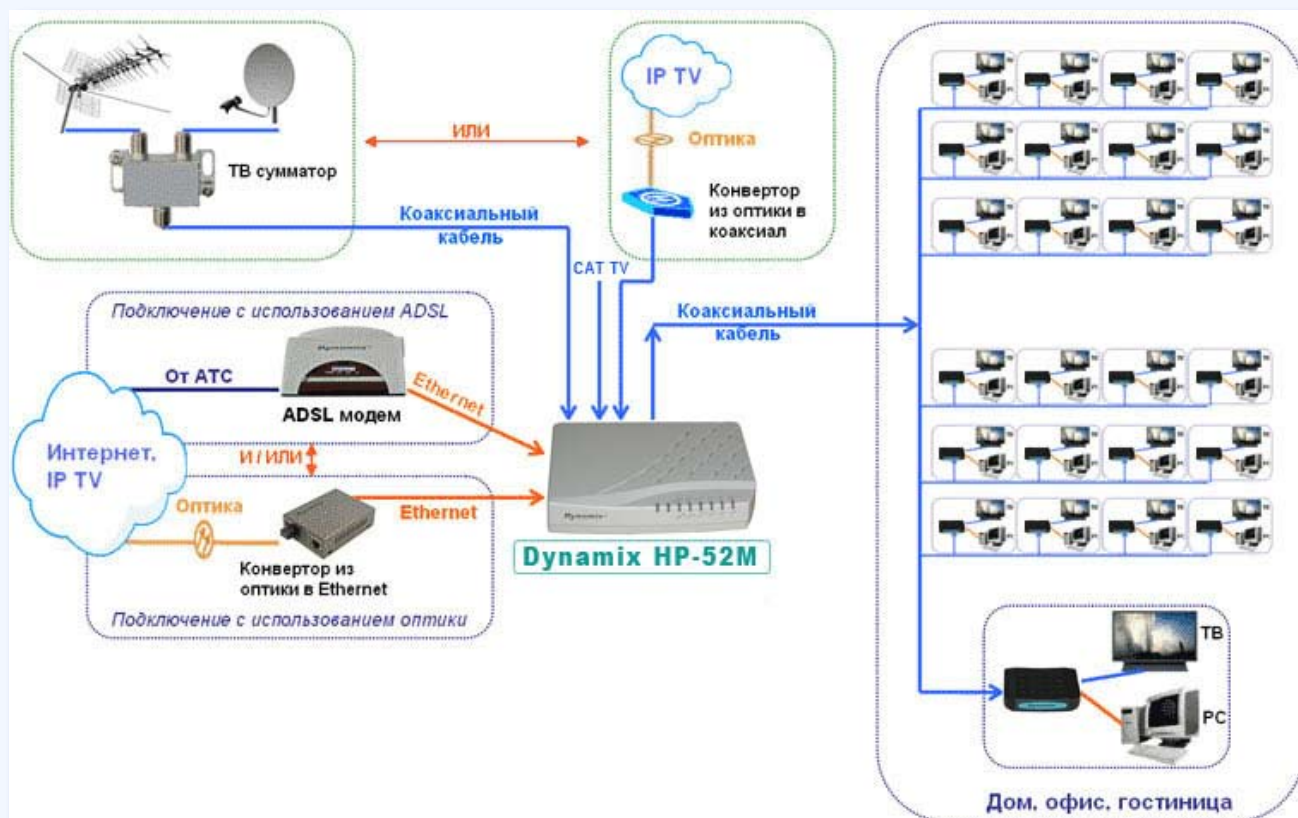 ТВ сумматор
ИЛИ
IP TV
Оптика
Конвертор
из оптики в
коаксиал
Коаксиальный
кабель
CAT TV
Подключение с использованием ADSL
От АТС
Dynamix
ADSL модем
Ethernet
Интернет,
IP TV
И / ИЛИ
Оптика
Конвертор из
оптики в Ethernet
Ethernet
Подключение с использованием оптики
Коаксиальный
кабель
Dynamix
Dynamix HP-52M
ТВ
PC
Дом, офис, гостиница